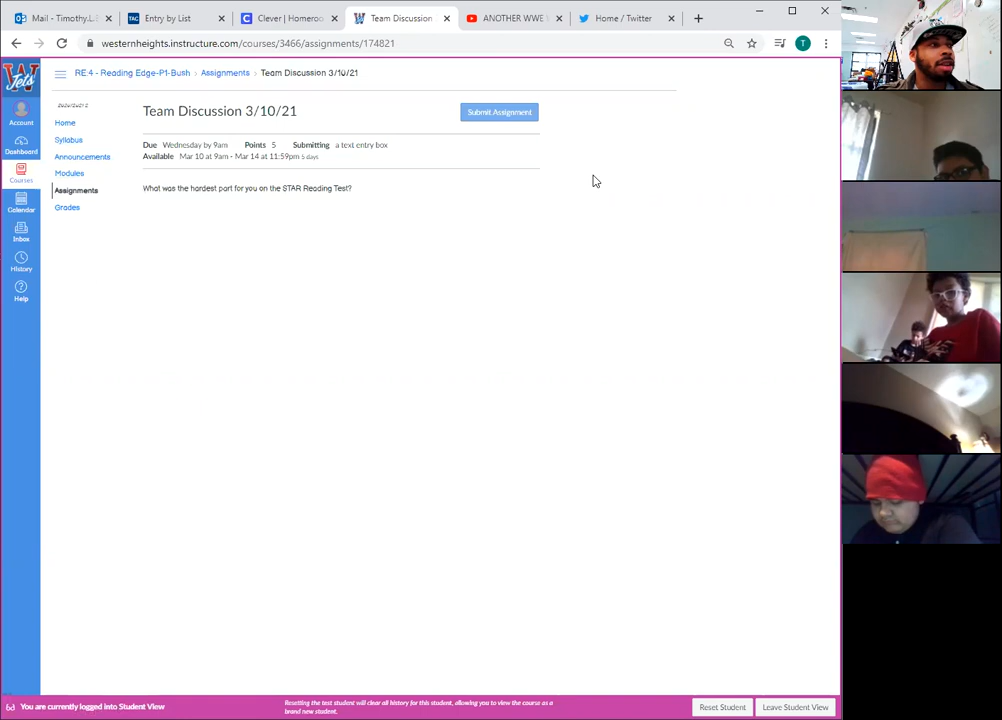 Mail - Timothy.L.
Entry by List
Clever | Homeroo
Team Discussion
ANOTHER WWE
Home / Twitter
westernheights.instructure.com/courses/3466/assignments/174821
T
Jets
RE:4 - Reading Edge-P1-Bush > Assignments > Team Discussion 3/10/21
Account
Dashboard
Courses
Calendar
Inbox
History
Help
Home
Syllabus
Announcements
Modules
Assignments
Grades
Team Discussion 3/10/21
Submit Assignment
Due Wednesday by 9am Points 5 Submitting a text entry box
Available Mar 10 at 9am - Mar 14 at 11:59pm 5 days
What was the hardest part for you on the STAR Reading Test?
You are currently logged into Student View
Resetting the test student will clear all history for this student, allowing you to view the course as a
brand new student.
Reset Student
Leave Student View